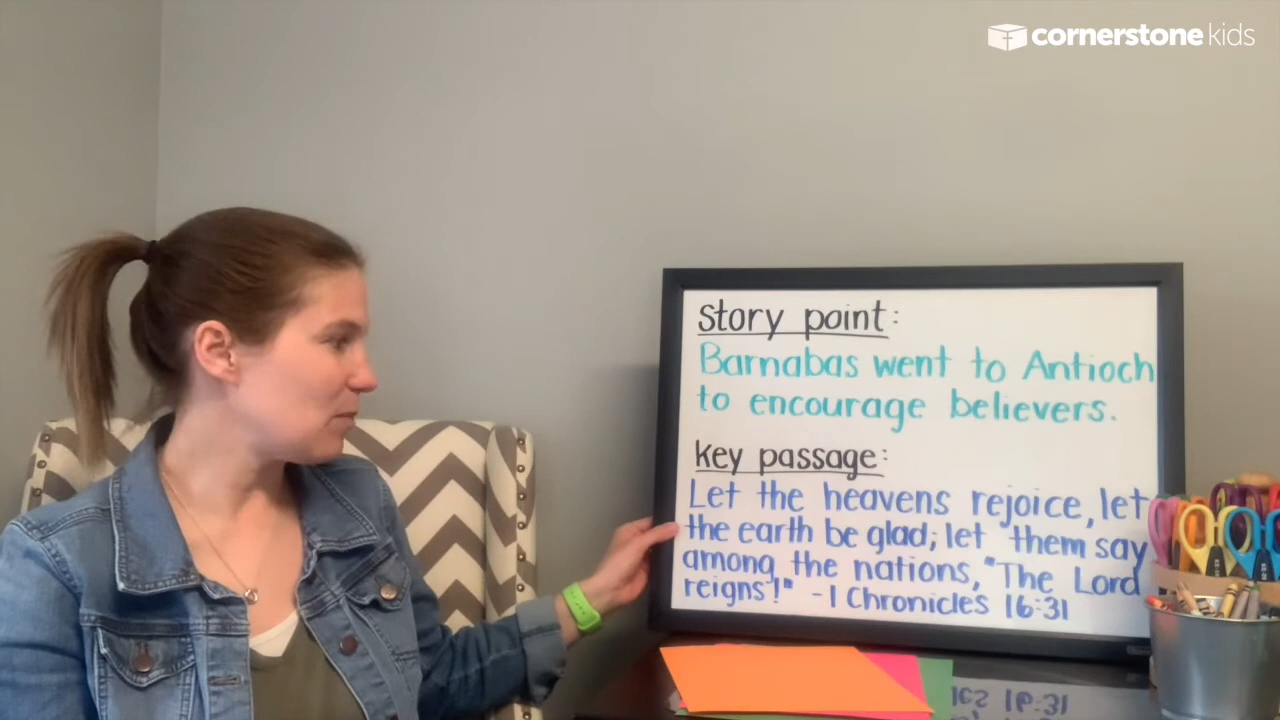 cornerstone kids
Story point:
Barnabas went to Antioch
to encourage believers.
Key passage:
Let the heavens rejoice, let
the earth be glad; let them say
among the nations, "The Lord
reigns!" -1 Chronicles 16:31